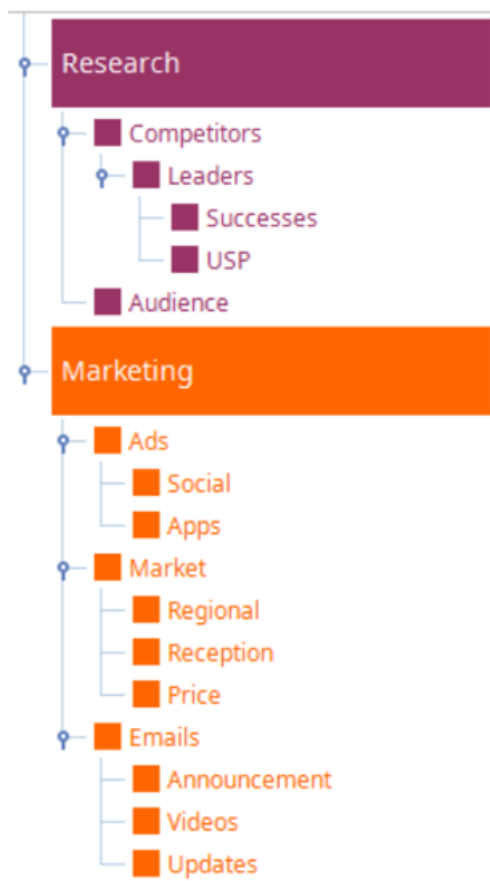 Research
Competitors
Leaders
Successes
USP
Audience
Marketing
Ads
Social
Apps
Market
Regional
Reception
Price
Emails
Announcement
Videos
Updates